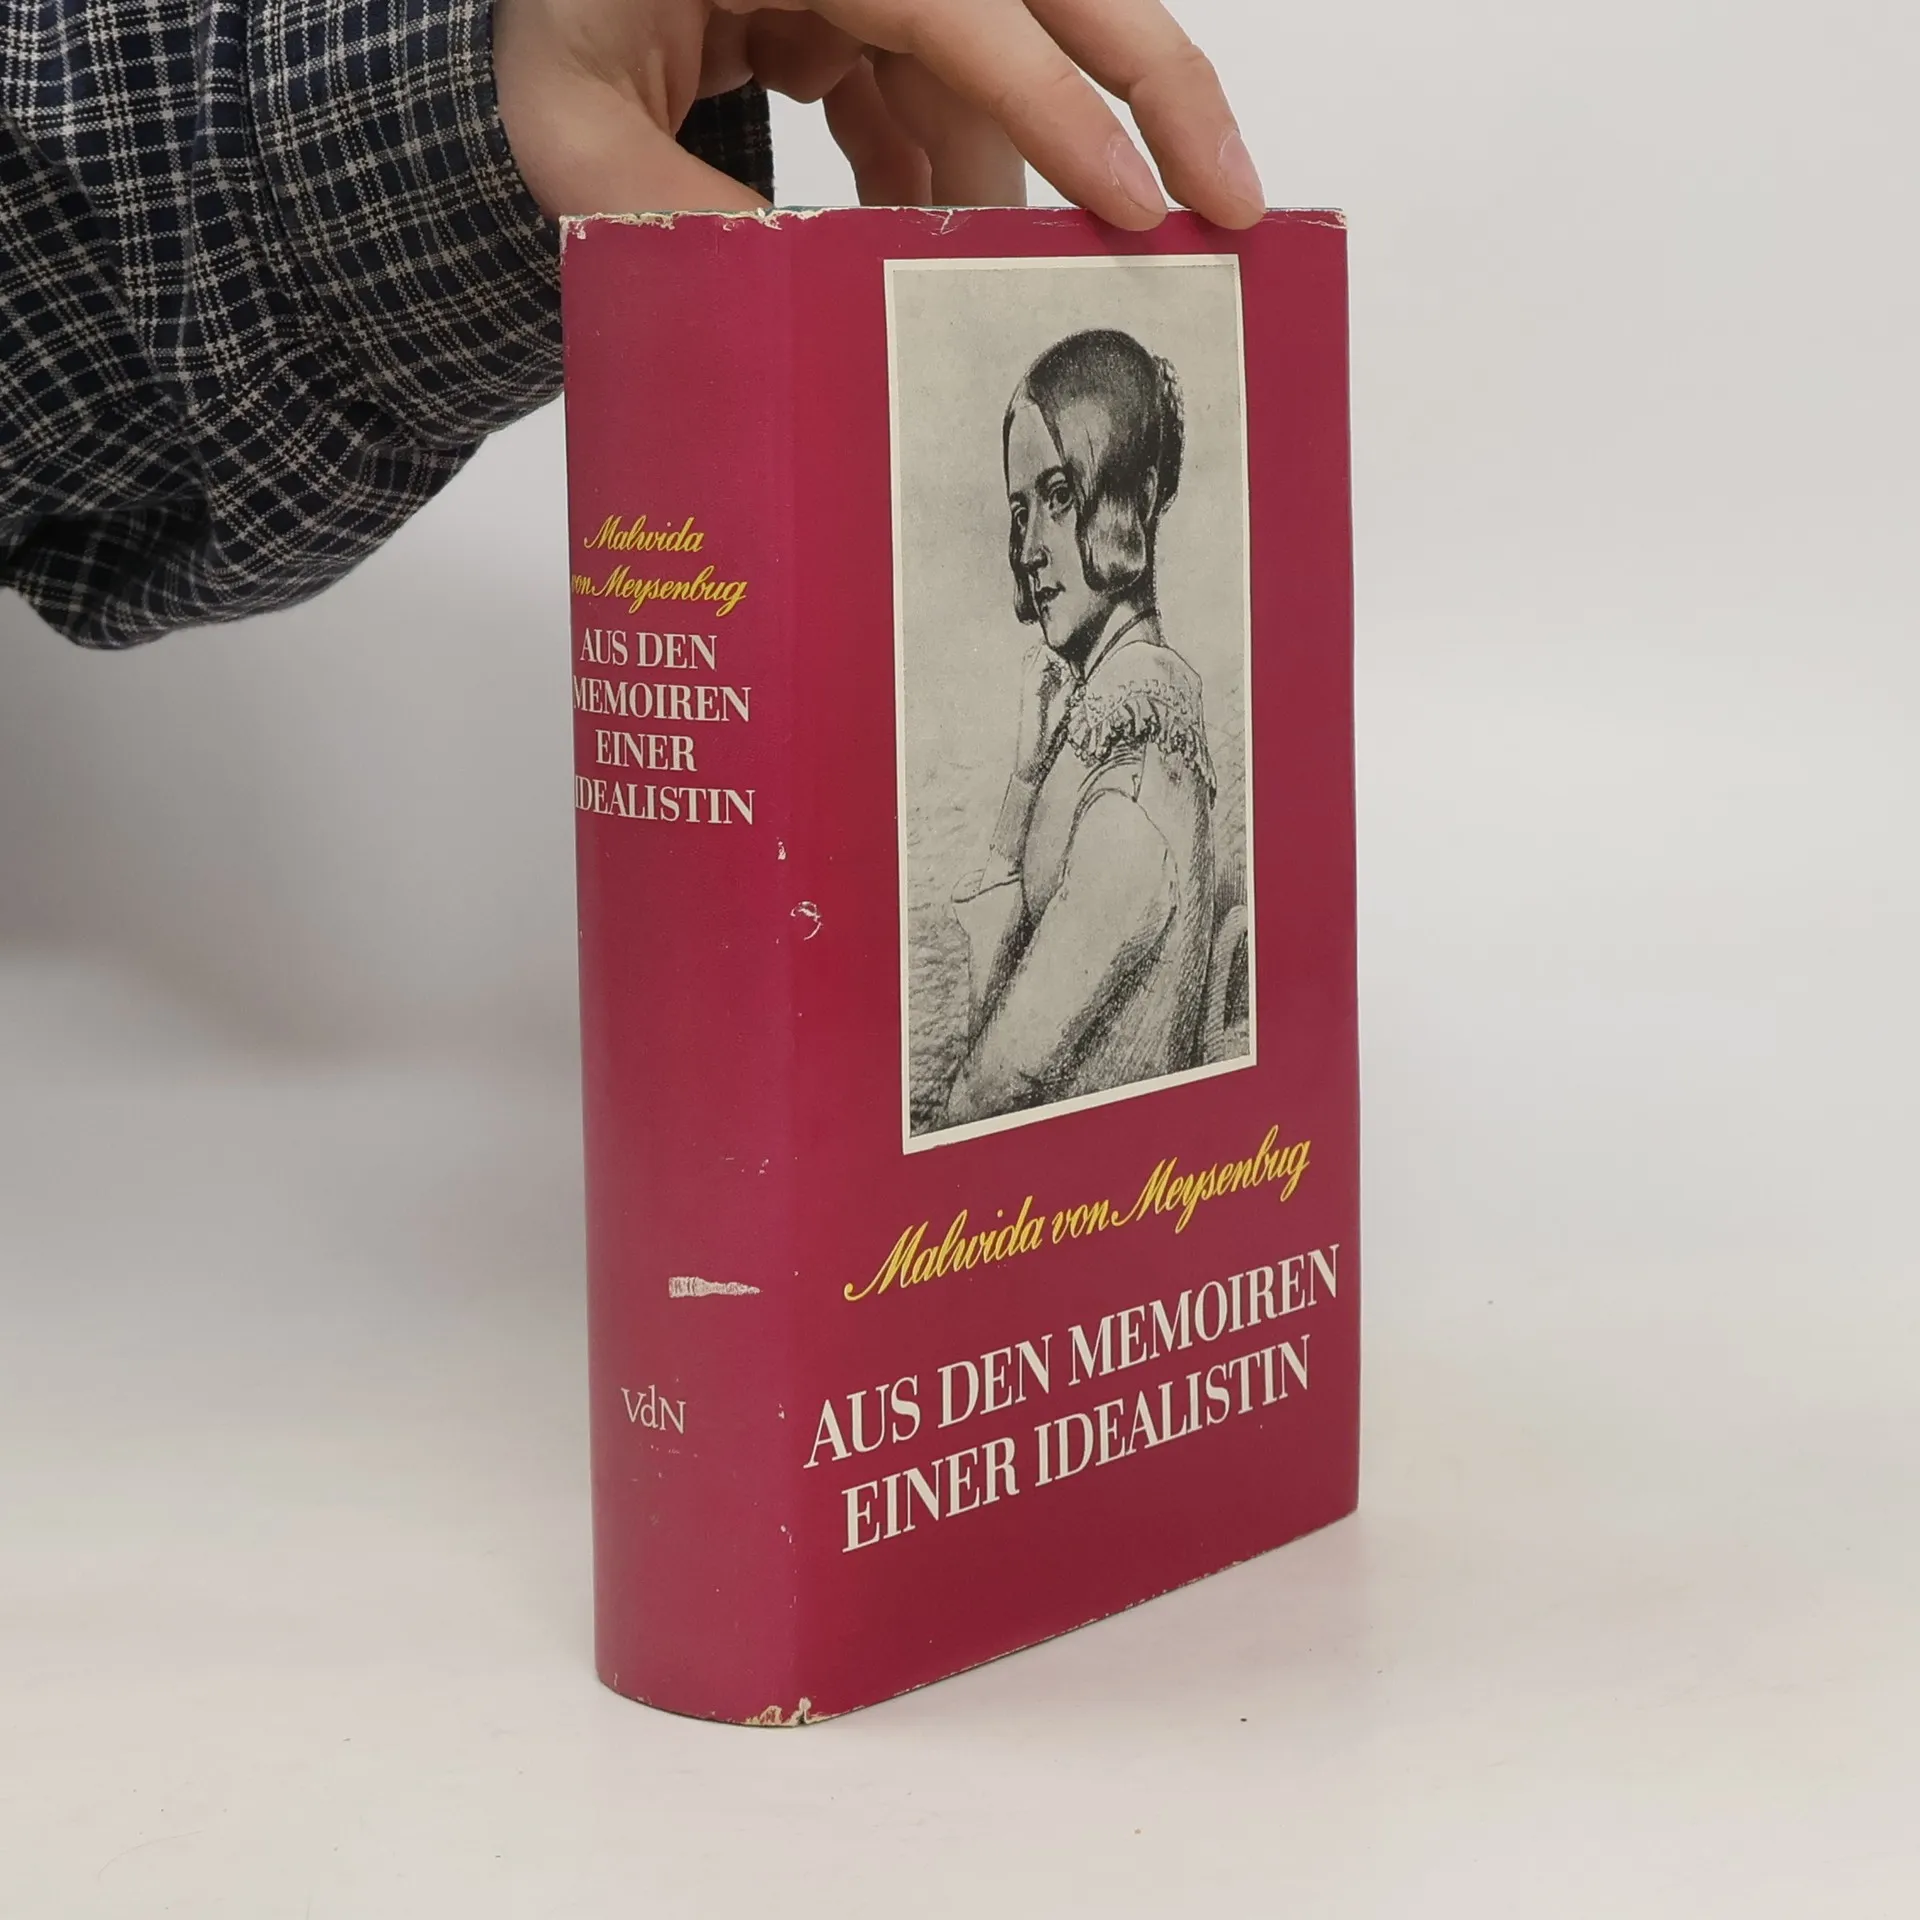 Malwida
von Meysenbug
AUS DEN
MEMOIREN
EINER
IDEALISTIN
VdN
Malwida von Meysenbug
AUS DEN MEMOIREN
EINER IDEALISTIN